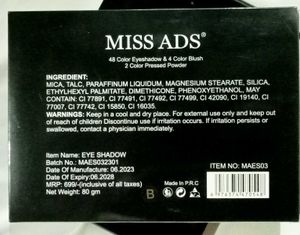 MISS ADS®
48 Color Eyeshadow & 4 Color Blush
2 Color Pressed Powder
INGREDIENT:
MICA, TALC, PARAFFINUM LIQUIDUM, MAGNESIUM STEARATE, SILICA,
ETHYLHEXYL PALMITATE, DIMETHICONE, PHENOXYETHANOL, MAY
CONTAIN: CI 77891, CI 77491, CI 77492, CI 77499, CI 42090, CI 19140, CI
77007, CI 77742, CI 15850, CI 16035.
WARNINGS: Keep in a cool and dry place. For external use only and keep out
of reach of children Discontinue use if irritation occurs. If irritation persists or
swallowed, contact a physician immediately.
Item No: EYE SHADOW
Batch No.: MAES032301
Date Of Manufacture: 06.2023
Date Of Expiry:06.2028
MRP: 699/-(inclusive of all taxes)
Net Weight: 80 gm
B
Made In P.R.C
ITEM NO: MAES03